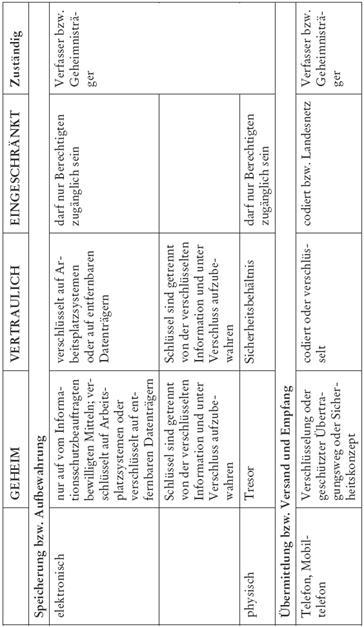 GEHEIM
VERTRAULICH
EINGESCHRÄNKT
Zuständig
Speicherung bzw. Aufbewahrung
elektronisch
nur auf vom Informa-
tionsschutzbeauftragten
bewilligten Mitteln; ver-
schlüsselt auf Arbeits-
platzsystemen oder
verschlüsselt auf ent-
fernbaren Datenträgern
verschlüsselt auf Ar-
beitsplatzsystemen
oder auf entfernbaren
Datenträgern
darf nur Berechtigten
zugänglich sein
Verfasser bzw.
Geheimnisträ-
ger
Schlüssel sind getrennt
von der verschlüsselten
Information und unter
Verschluss aufzube-
wahren
Schlüssel sind getrennt
von der verschlüsselten
Information und unter
Verschluss aufzube-
wahren
physisch
Tresor
Sicherheitsbehältnis
darf nur Berechtigten
zugänglich sein
Übermittlung bzw. Versand und Empfang
Telefon, Mobil-
telefon
Verschlüsselung oder
geschürzter Übertra-
gungsweg oder Sicher-
heitskonzept
codiert oder verschlüs-
selt
codiert bzw. Landesnetz
Verfasser bzw.
Geheimnisträ-
ger